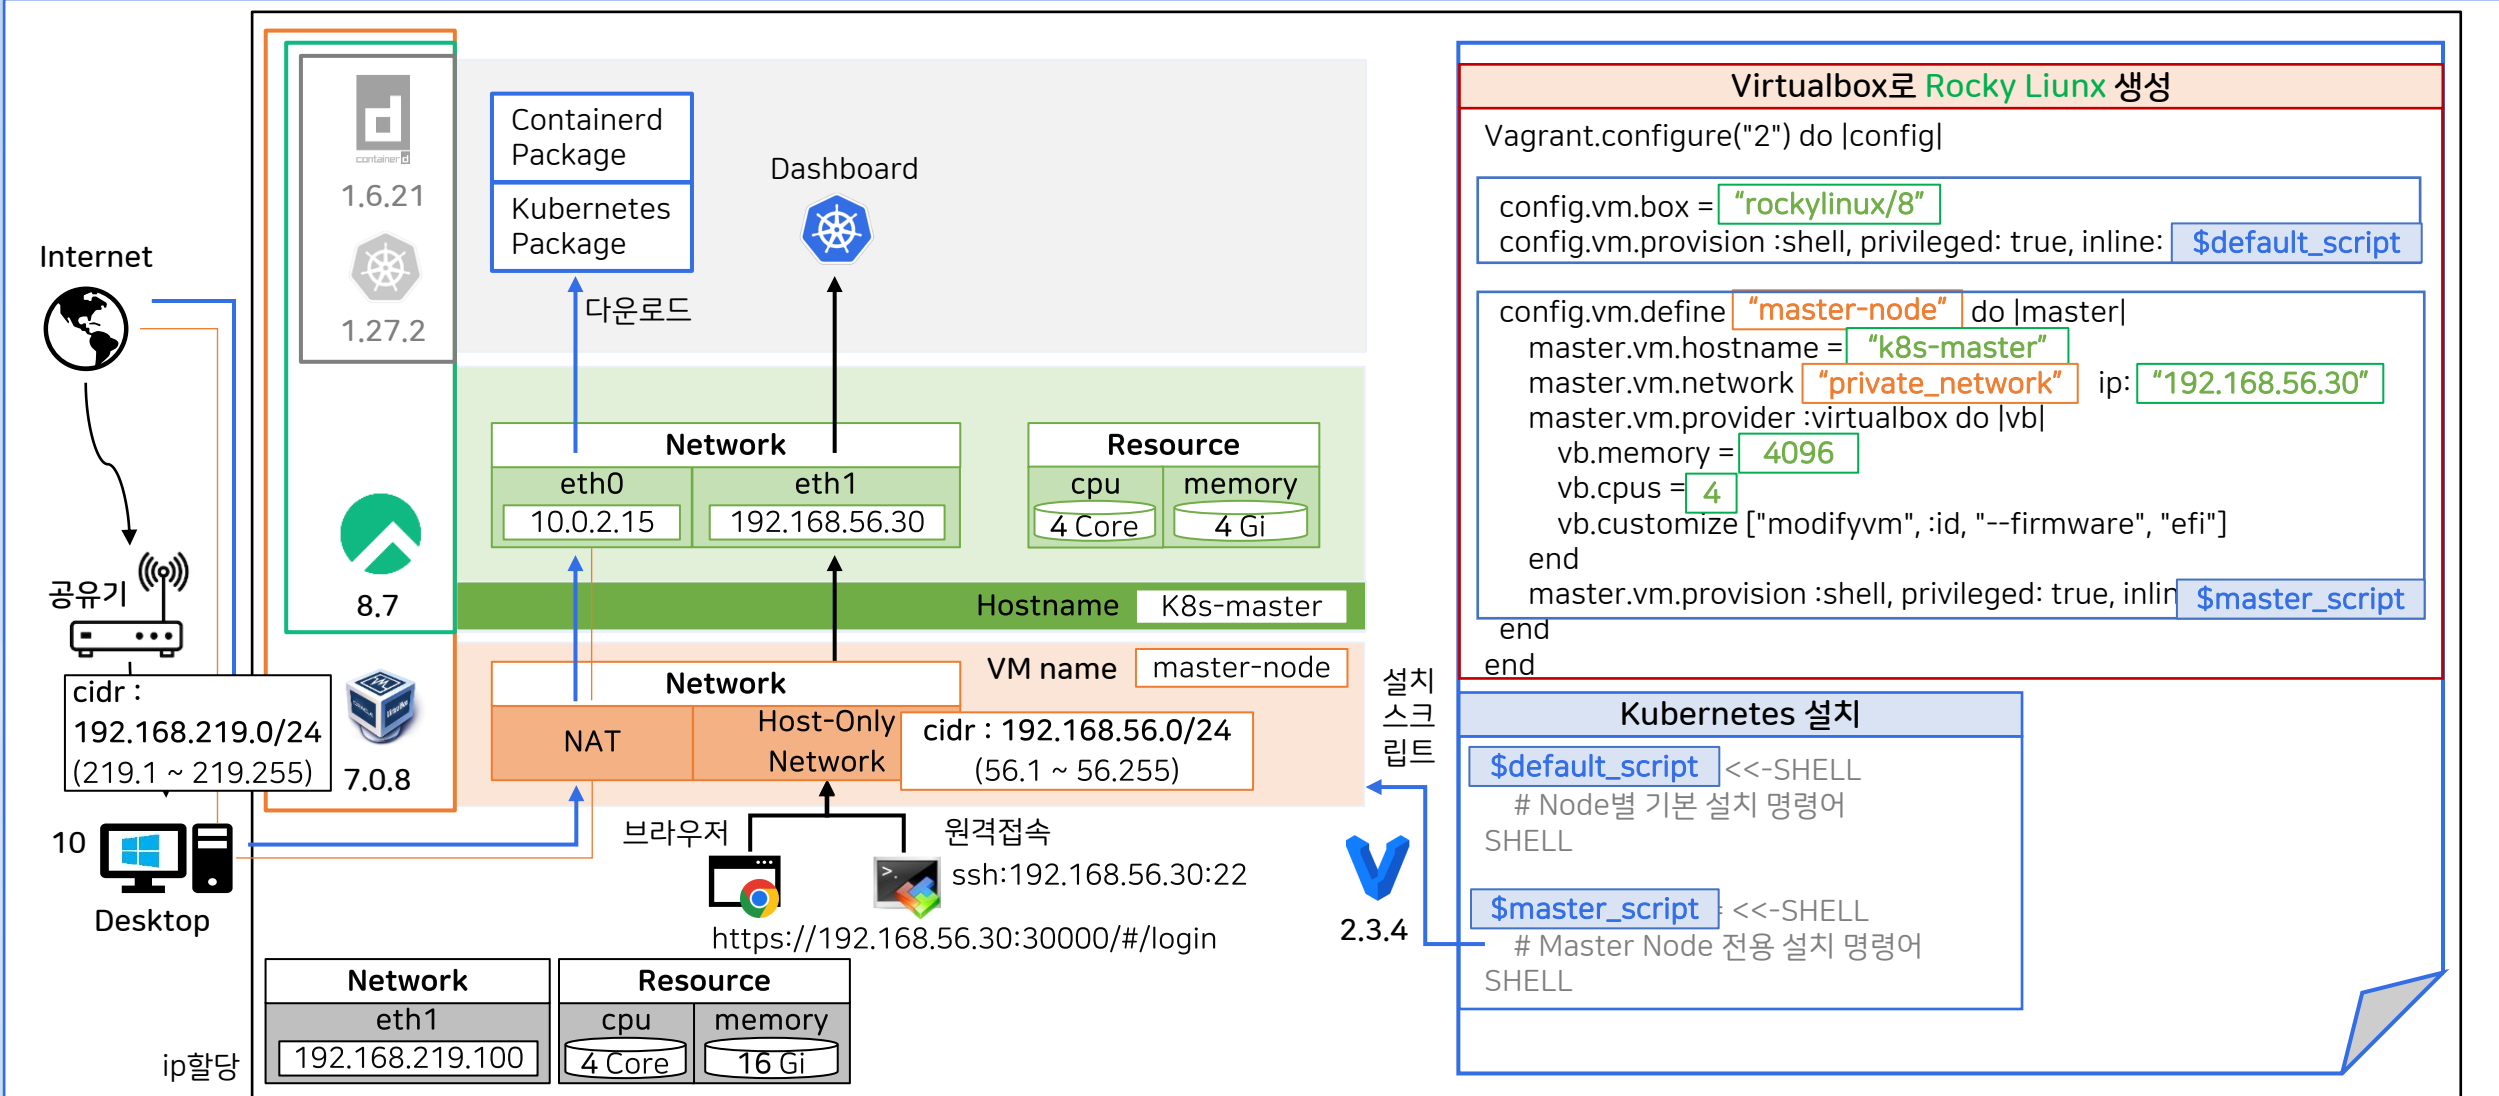 Internet
공유기
cidr :
192.168.219.0/24
(219.1 ~ 219.255)
10
Desktop
ip할당
containerd
1.6.21
1.27.2
8.7
7.0.8
Containerd
Package
Kubernetes
Package
다운로드
Dashboard
Network
eth0
10.0.2.15
eth1
192.168.56.30
Resource
cpu
4 Core
memory
4 Gi
Hostname
K8s-master
VM name
master-node
Network
NAT
Host-Only
Network
cidr : 192.168.56.0/24
(56.1 ~ 56.255)
브라우저
원격접속
ssh:192.168.56.30:22
https://192.168.56.30:30000/#/login
Network
eth1
192.168.219.100
Resource
cpu
4 Core
memory
16 Gi
설치
스크
립트
2.3.4
Virtualbox로 Rocky Liunx 생성
Vagrant.configure("2") do |config|
config.vm.box = “rockylinux/8”
config.vm.provision :shell, privileged: true, inline: $default_script
config.vm.define “master-node” do |master|
master.vm.hostname = “k8s-master”
master.vm.network “private_network” ip: “192.168.56.30”
master.vm.provider :virtualbox do |vb|
vb.memory = 4096
vb.cpus = 4
vb.customize ["modifyvm", :id, "--firmware", "efi"]
end
master.vm.provision :shell, privileged: true, inlin $master_script
end
end
Kubernetes 설치
$default_script <<-SHELL
# Node별 기본 설치 명령어
SHELL
$master_script = <<-SHELL
# Master Node 전용 설치 명령어
SHELL